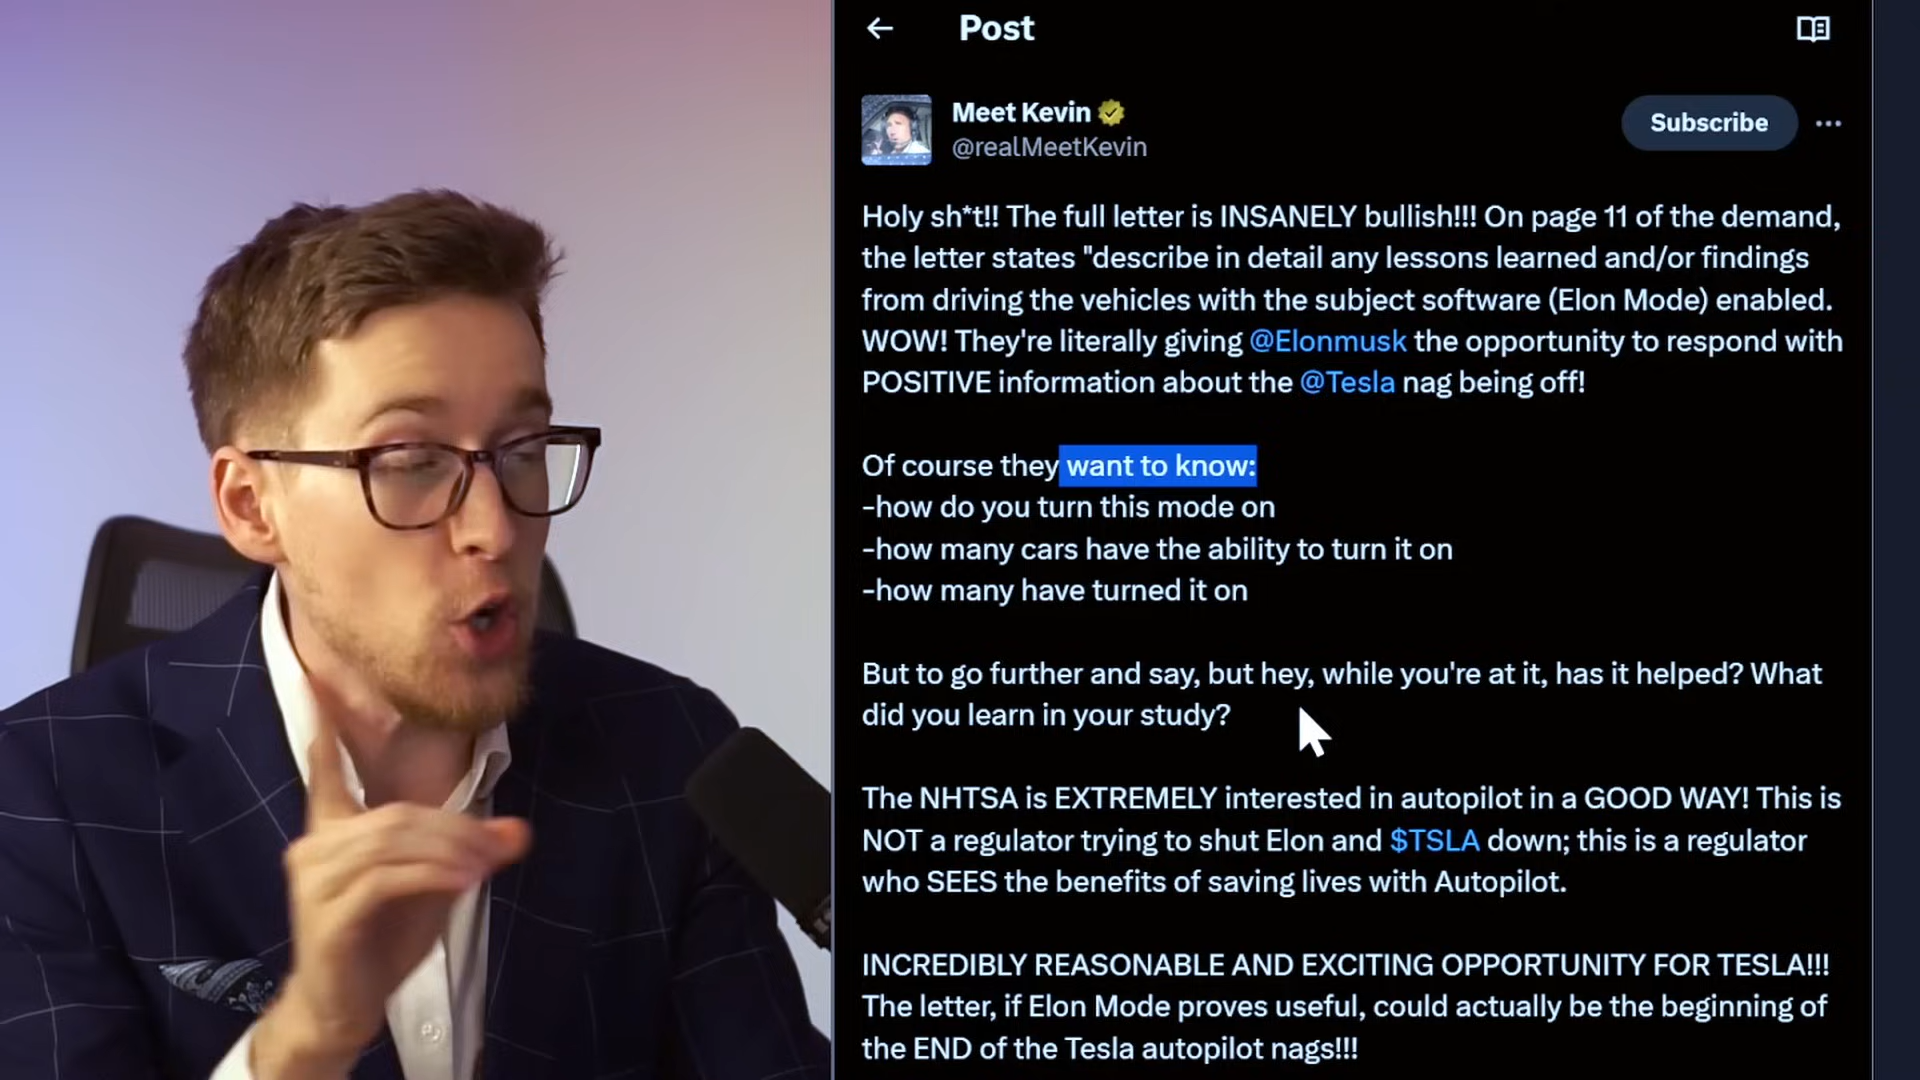 Post
Meet Kevin
Subscribe
@realMeetKevin
Holy sh*t!! The full letter is INSANELY bullish!!! On page 11 of the demand,
the letter states "describe in detail any lessons learned and/or findings
from driving the vehicles with the subject software (Elon Mode) enabled.
WOW! They're literally giving @Elonmusk the opportunity to respond with
POSITIVE information about the @Tesla nag being off!
Of course they want to know:
-how do you turn this mode on
-how many cars have the ability to turn it on
-how many have turned it on
But to go further and say, but hey, while you're at it, has it helped? What
did you learn in your study?
The NHTSA is EXTREMELY interested in autopilot in a GOOD WAY! This is
NOT a regulator trying to shut Elon and $TSLA down; this is a regulator
who SEES the benefits of saving lives with Autopilot.
INCREDIBLY REASONABLE AND EXCITING OPPORTUNITY FOR TESLA!!!
The letter, if Elon Mode proves useful, could actually be the beginning of
the END of the Tesla autopilot nags!!!